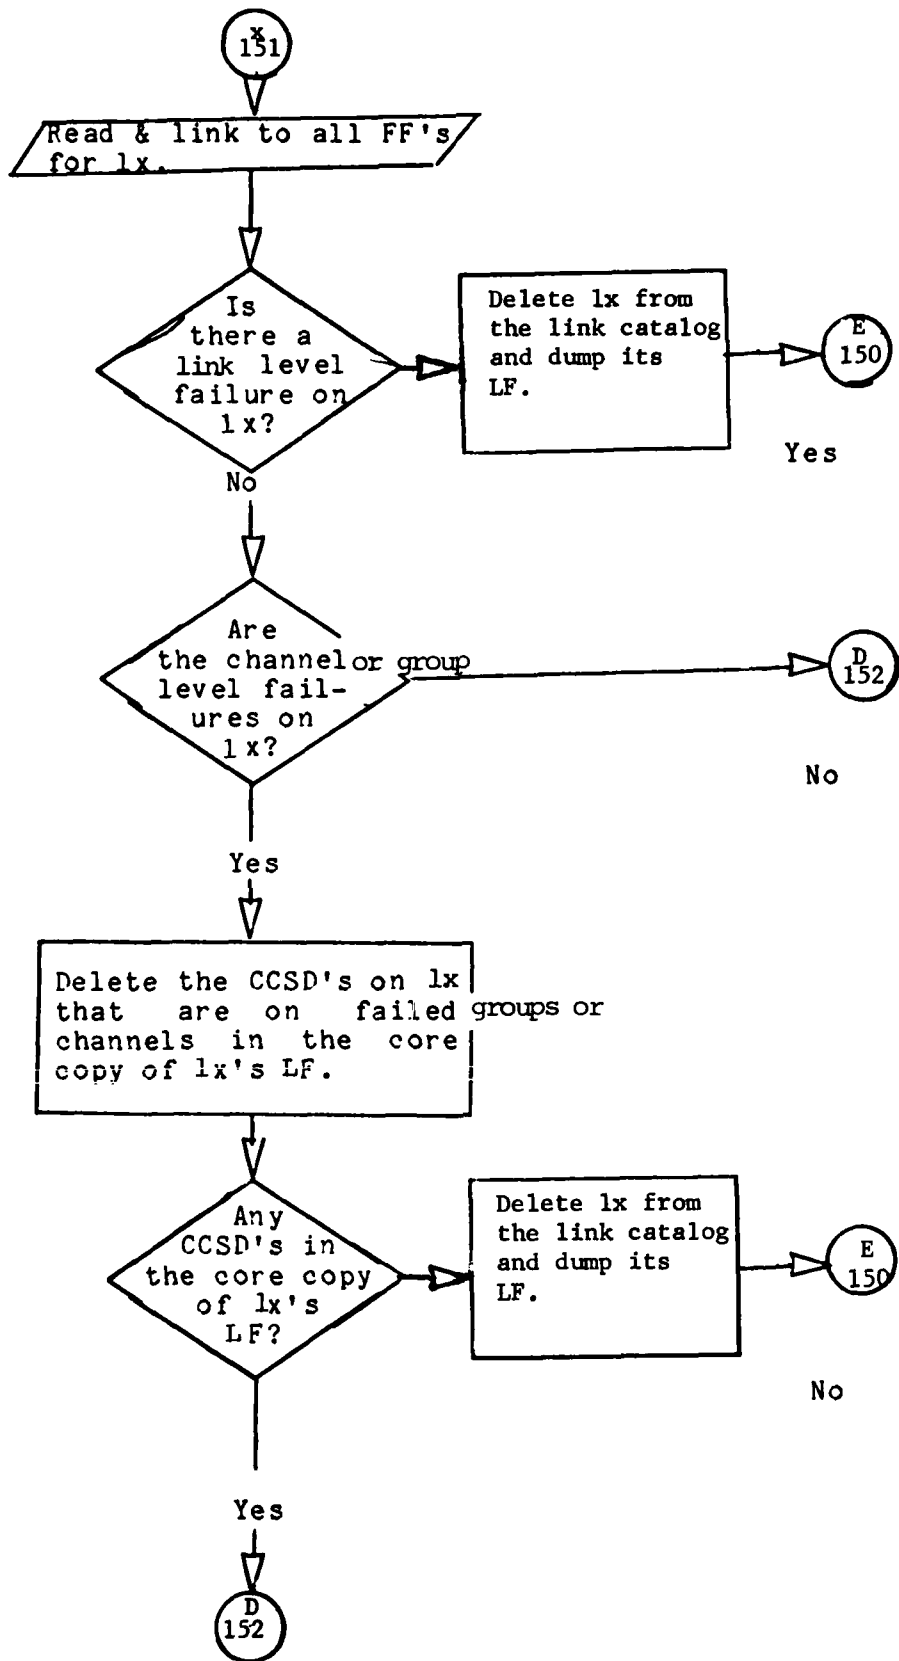 x
151
Read & link to all FF's
for lx.
Is
there a
link level
failure on
lx?
Delete lx from
the link catalog
and dump its
LF.
E
150
Yes
No
Are
the channel or group
level fail-
ures on
lx?
D
152
No
Yes
Delete the CCSD's on lx
that are on failed groups or
channels in the core
copy of lx's LF.
Any
CCSD's in
the core copy
of lx's
LF?
Delete lx from
the link catalog
and dump its
LF.
E
150
No
Yes
D
152